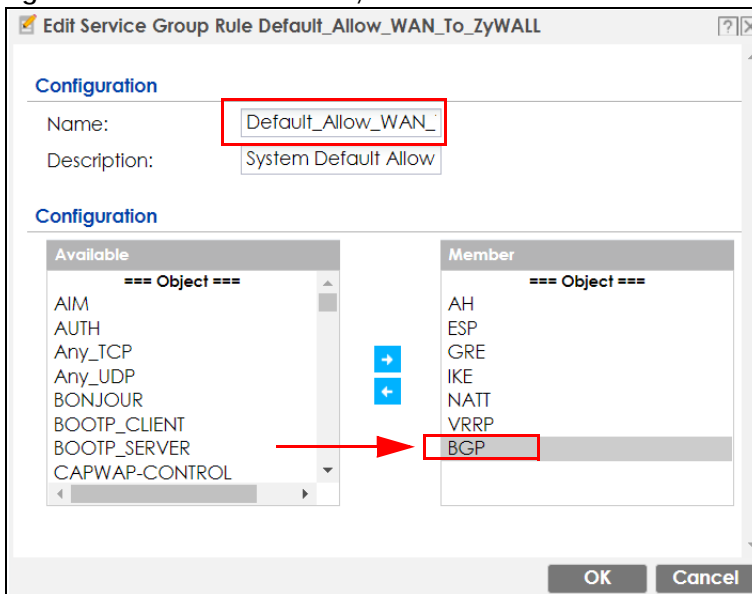 Edit Service Group Rule Default_Allow_WAN_To_ZyWALL
Configuration
Name: Default_Allow_WAN_
Description: System Default Allow
Configuration
Available
=== Object ===
AIM
AUTH
Any_TCP
Any_UDP
BONJOUR
BOOTP_CLIENT
BOOTP_SERVER
CAPWAP-CONTROL
Member
=== Object ===
AH
ESP
GRE
IKE
NATT
VRRP
BGP
OK Cancel